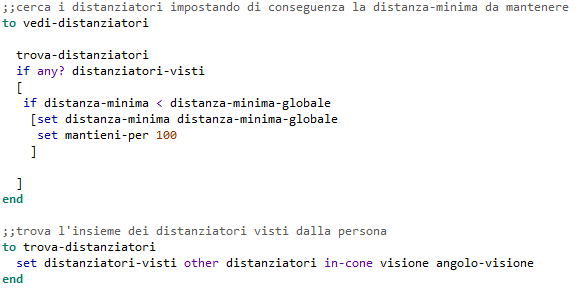 ;;cerca i distanziatori impostando di conseguenza la distanza-minima da mantenere
to vedi-distanziatori
trova-distanziatori
if any? distanziatori-visti
[
if distanza-minima < distanza-minima-globale
[set distanza-minima distanza-minima-globale
set mantieni-per 100
]
]
end
;;trova l'insieme dei distanziatori visti dalla persona
to trova-distanziatori
set distanziatori-visti other distanziatori in-cone visione angolo-visione
end